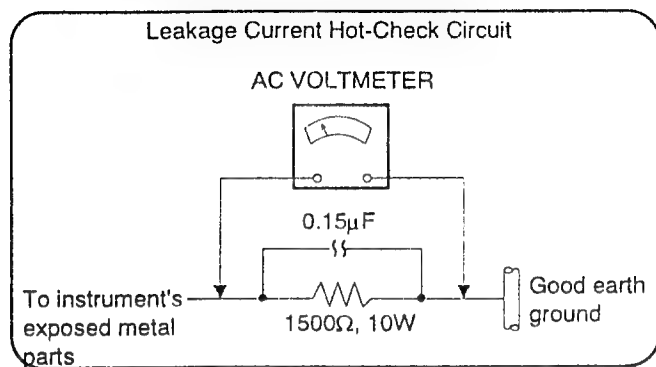 Leakage Current Hot-Check Circuit
AC VOLTMETER
0.15μF
1500Ω, 10W
To instrument's
exposed metal
parts
Good earth
ground